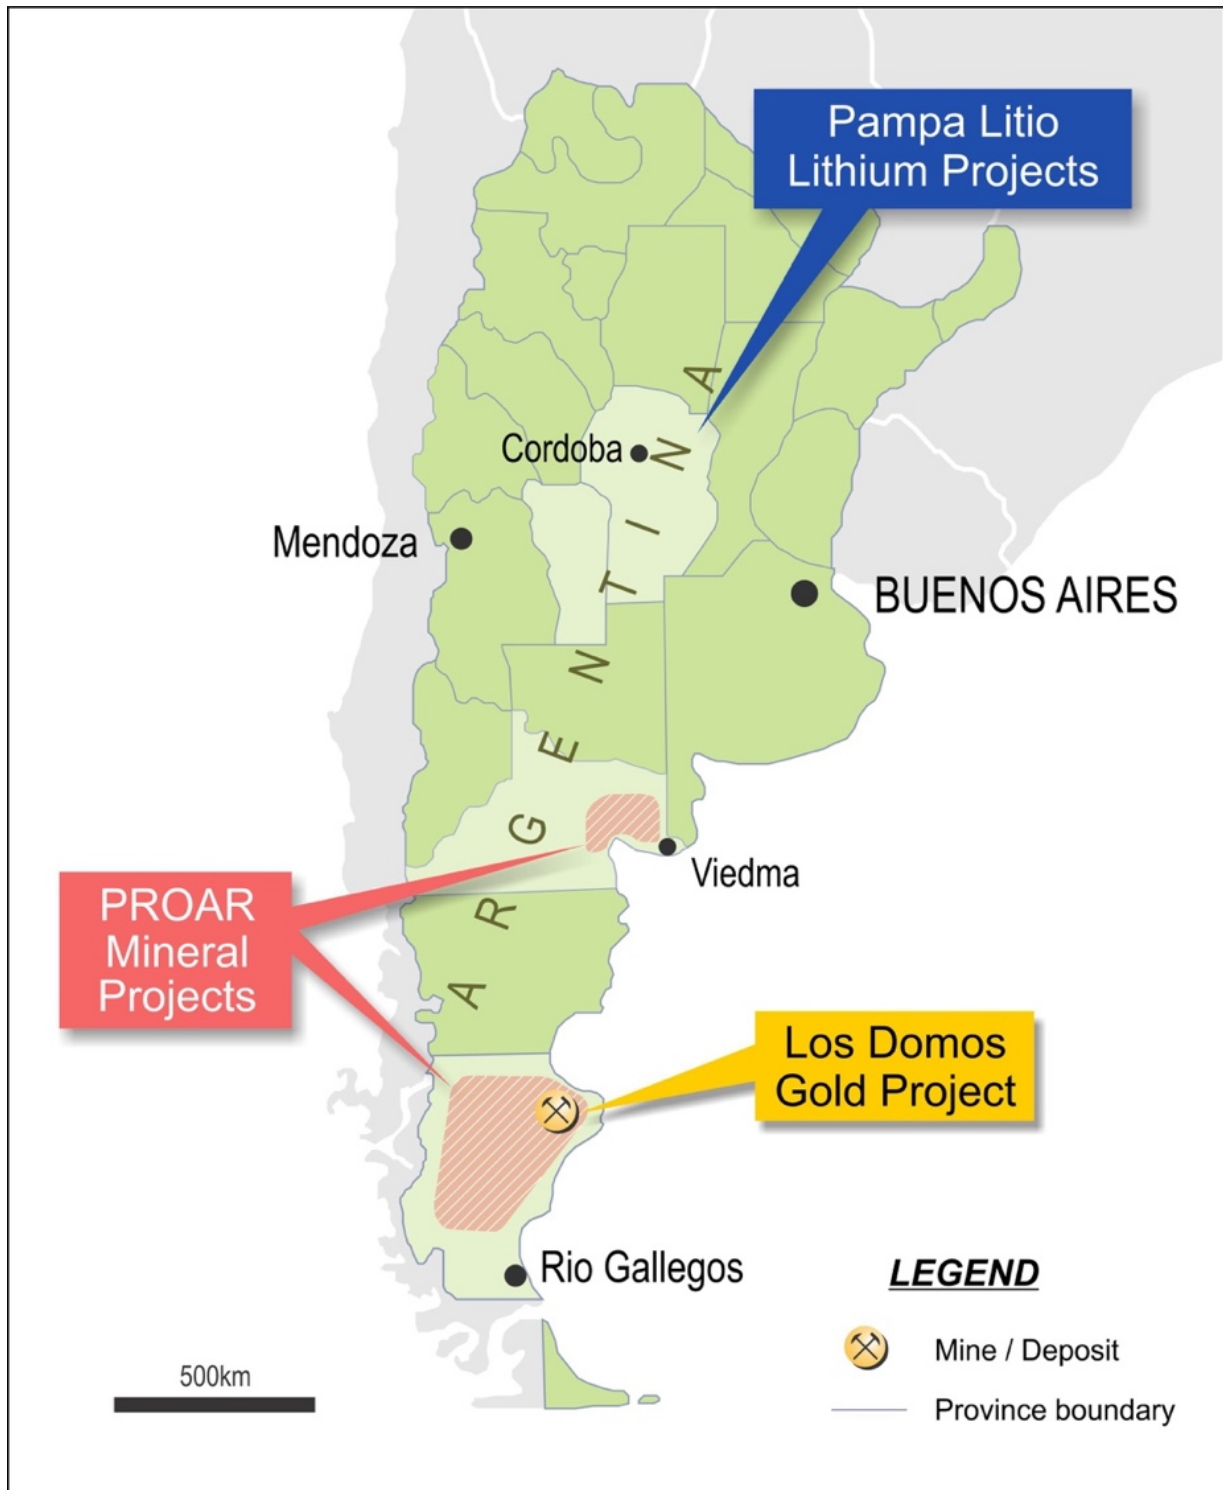 Pampa Litio
Lithium Projects
Cordoba
Mendoza
BUENOS AIRES
ARGENTINA
Viedma
PROAR
Mineral
Projects
Los Domos
Gold Project
Rio Gallegos
LEGEND
Mine / Deposit
Province boundary
500km